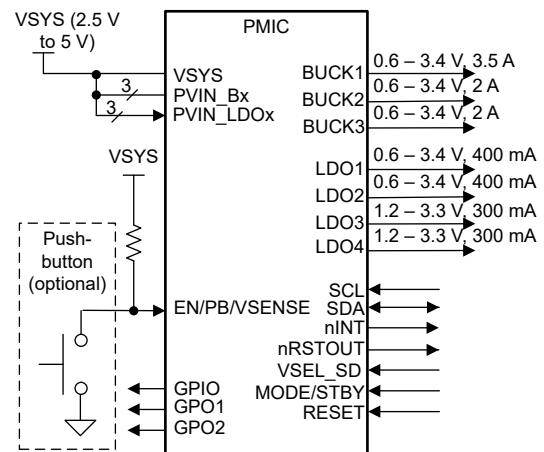 VSYS (2.5 V
to 5 V)
PMIC
VSYS
3
PVIN_Bx
3
PVIN_LDOx
BUCK1
0.6 – 3.4 V, 3.5 A
BUCK2
0.6 – 3.4 V, 2 A
BUCK3
0.6 – 3.4 V, 2 A
LDO1
0.6 – 3.4 V, 400 mA
LDO2
0.6 – 3.4 V, 400 mA
LDO3
1.2 – 3.3 V, 300 mA
LDO4
1.2 – 3.3 V, 300 mA
VSYS
Push-
button
(optional)
EN/PB/VSENSE
SCL
SDA
nINT
nRSTOUT
VSEL_SD
MODE/STBY
RESET
GPIO
GPO1
GPO2